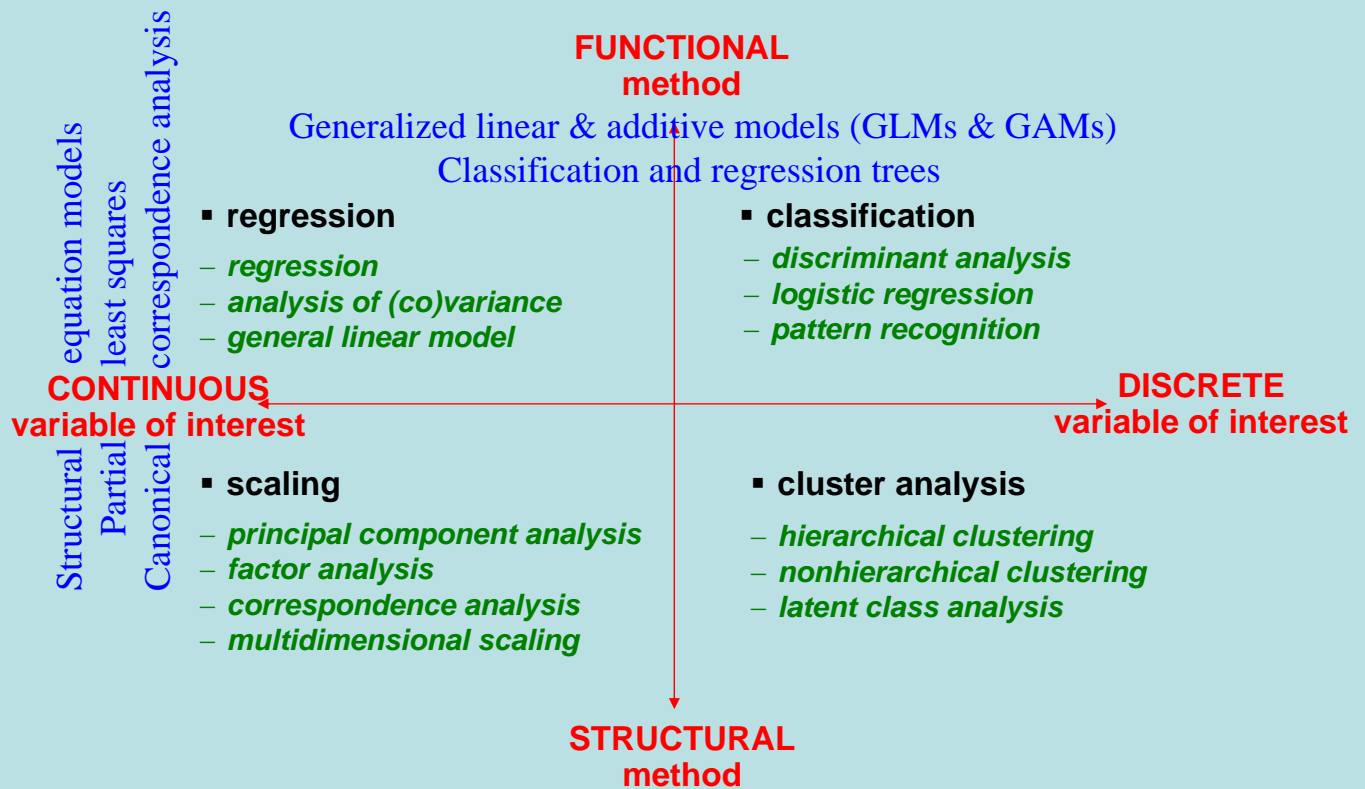 FUNCTIONAL
method
Generalized linear & additive models (GLMs & GAMs)
Classification and regression trees
Structural equation models
Partial least squares
Canonical correspondence analysis
▪ regression
– regression
– analysis of (co)variance
– general linear model
▪ classification
– discriminant analysis
– logistic regression
– pattern recognition
CONTINUOUS
variable of interest
DISCRETE
variable of interest
▪ scaling
– principal component analysis
– factor analysis
– correspondence analysis
– multidimensional scaling
▪ cluster analysis
– hierarchical clustering
– nonhierarchical clustering
– latent class analysis
STRUCTURAL
method